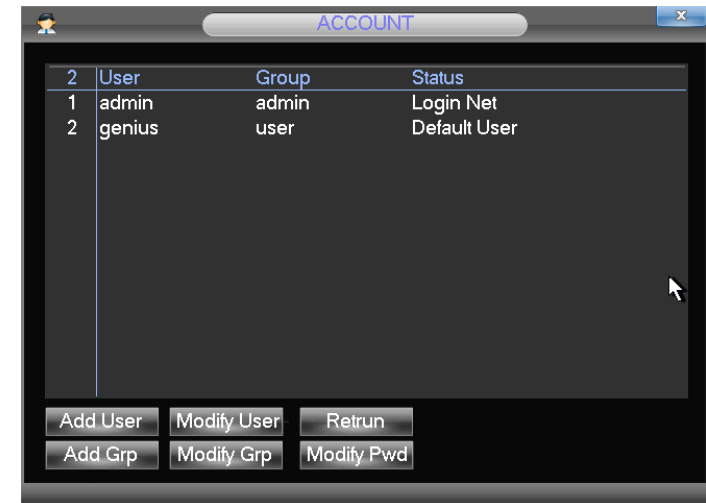 ACCOUNT
x
2 User Group Status
1 admin admin Login Net
2 genius user Default User
Add User Modify User Retrun
Add Grp Modify Grp Modify Pwd